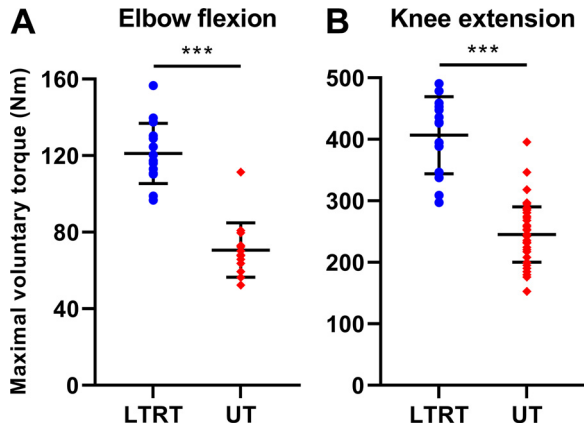 A Elbow flexion
***
Maximal voluntary torque (Nm)
160
120
80
40
0
LTRT UT
B Knee extension
***
500
400
300
200
100
0
LTRT UT